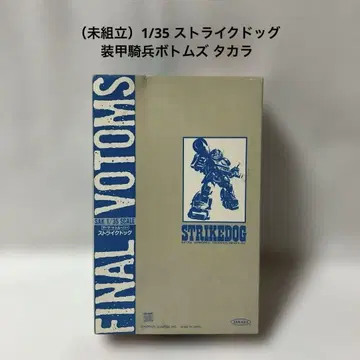 （未組立）1/35 ストライクドッグ
装甲騎兵ボトムズ タカラ
FINAL VOTOMS
SAK 1/35 SCALE
ストライクドッグ
STRIKEDOG